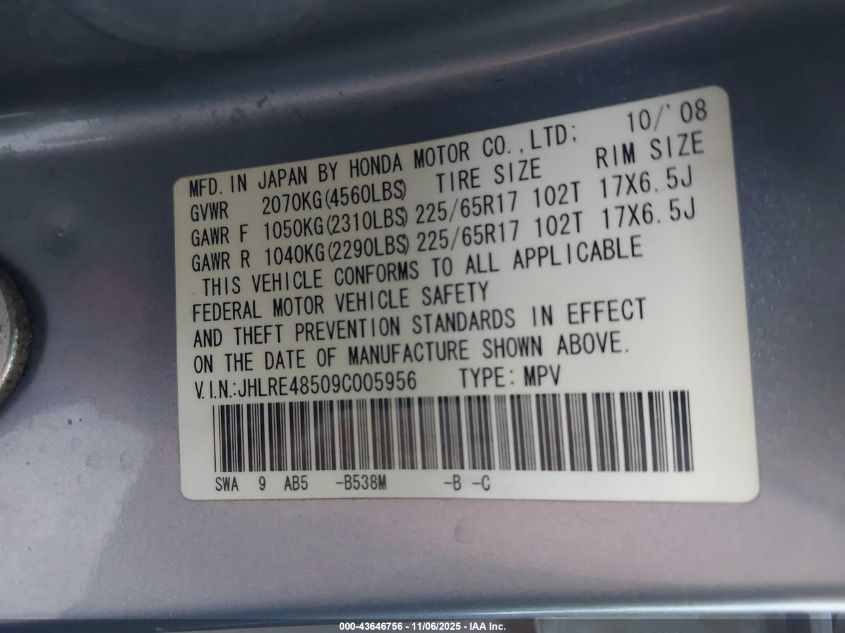 MFD. IN JAPAN BY HONDA MOTOR CO.,LTD; 10/'08
GVWR 2070KG(4560LBS) TIRE SIZE RIM SIZE
GAWR F 1050KG(2310LBS) 225/65R17 102T 17X6.5J
GAWR R 1040KG(2290LBS) 225/65R17 102T 17X6.5J
THIS VEHICLE CONFORMS TO ALL APPLICABLE
FEDERAL MOTOR VEHICLE SAFETY
AND THEFT PREVENTION STANDARDS IN EFFECT
ON THE DATE OF MANUFACTURE SHOWN ABOVE.
V.I.N.:JHLRE48509C005956 TYPE: MPV
SWA 9 AB5 -B538M -B -C
000-43646756 - 11/06/2025 - IAA Inc.